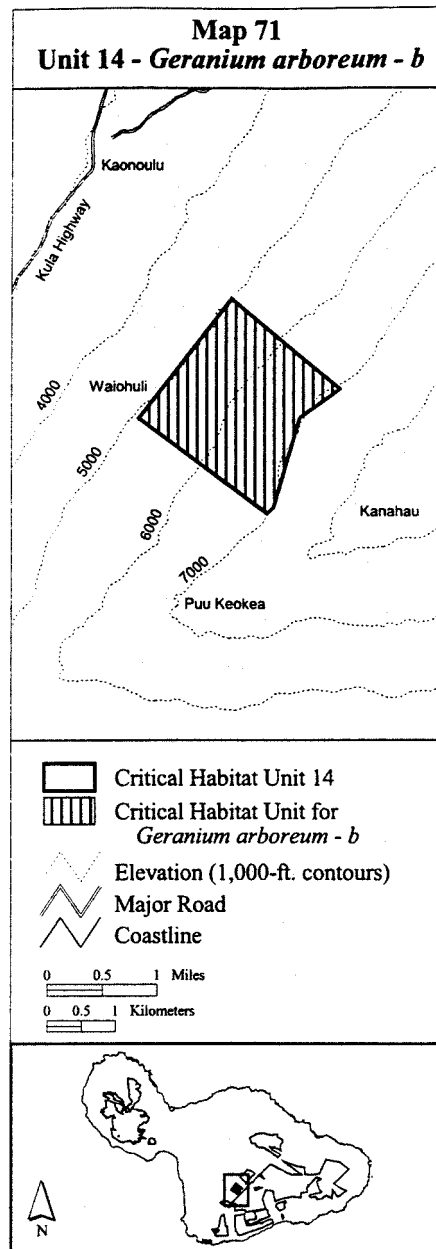 Map 71
Unit 14 - Geranium arboreum - b
Kaonoulu
Kula Highway
Waiohuli
4000
5000
6000
7000
Kanahau
Puu Keokea
Critical Habitat Unit 14
Critical Habitat Unit for
Geranium arboreum - b
Elevation (1,000-ft. contours)
Major Road
Coastline
0 0.5 1 Miles
0 0.5 1 Kilometers
N